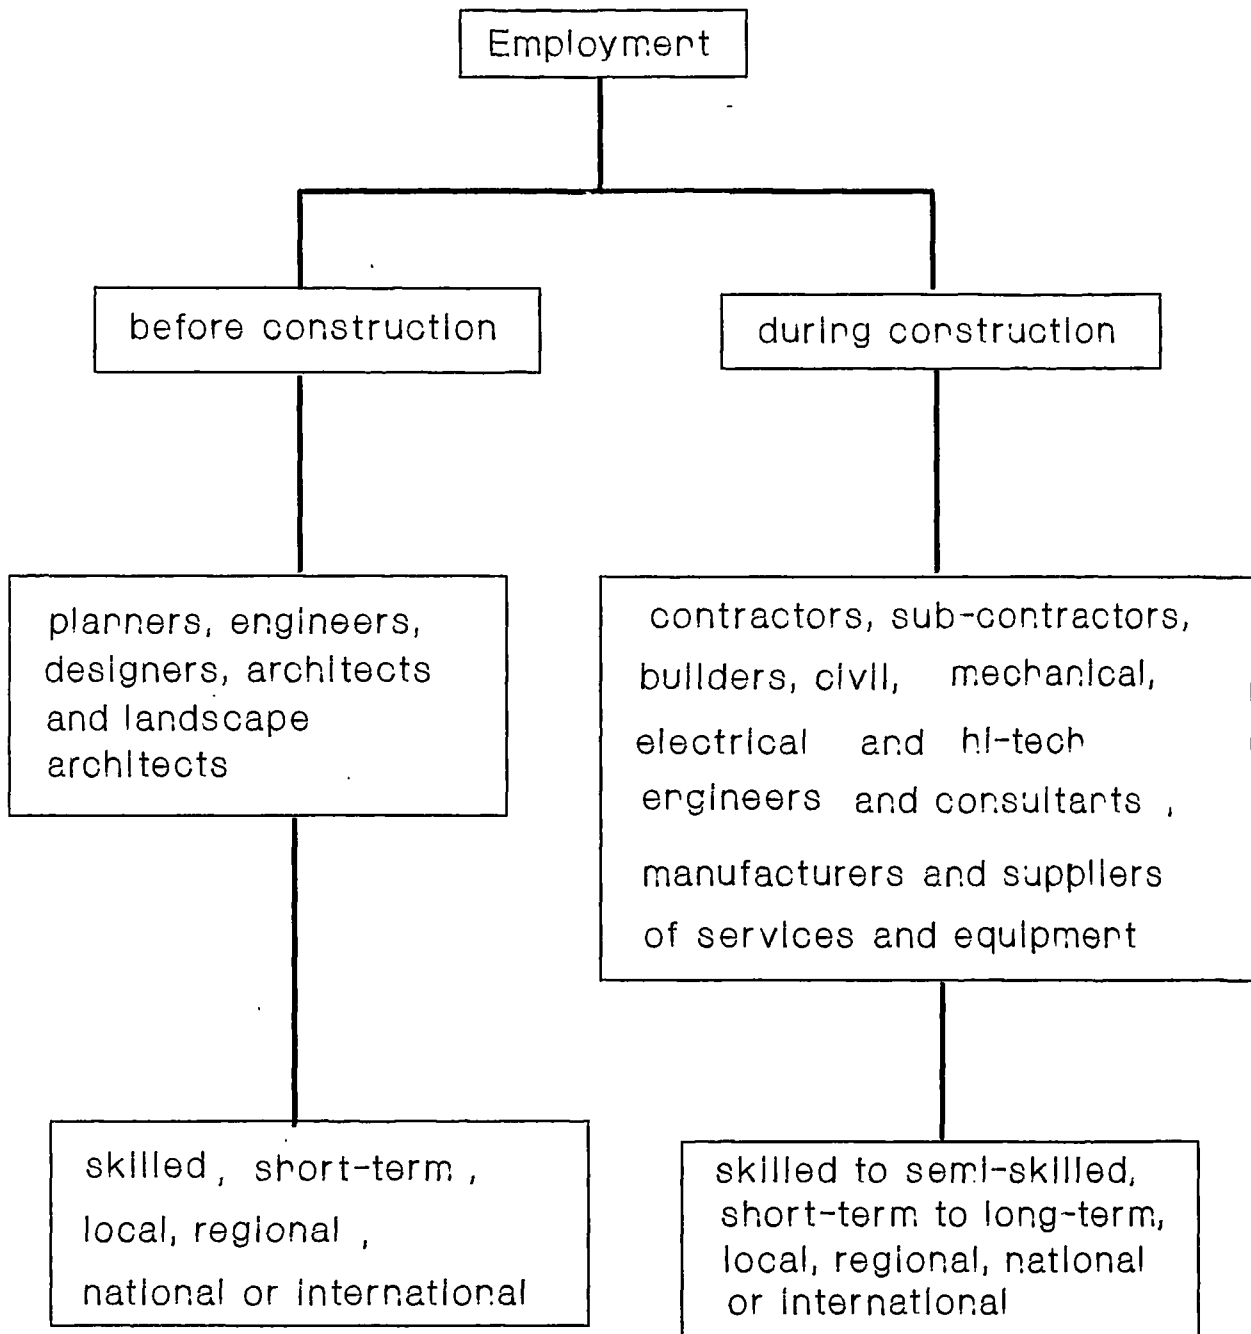 Employment
before construction
during construction
planners, engineers,
designers, architects
and landscape
architects
contractors, sub-contractors,
builders, civil, mechanical,
electrical and hi-tech
engineers and consultants ,
manufacturers and suppliers
of services and equipment
skilled, short-term ,
local, regional ,
national or international
skilled to semi-skilled,
short-term to long-term,
local, regional, national
or international